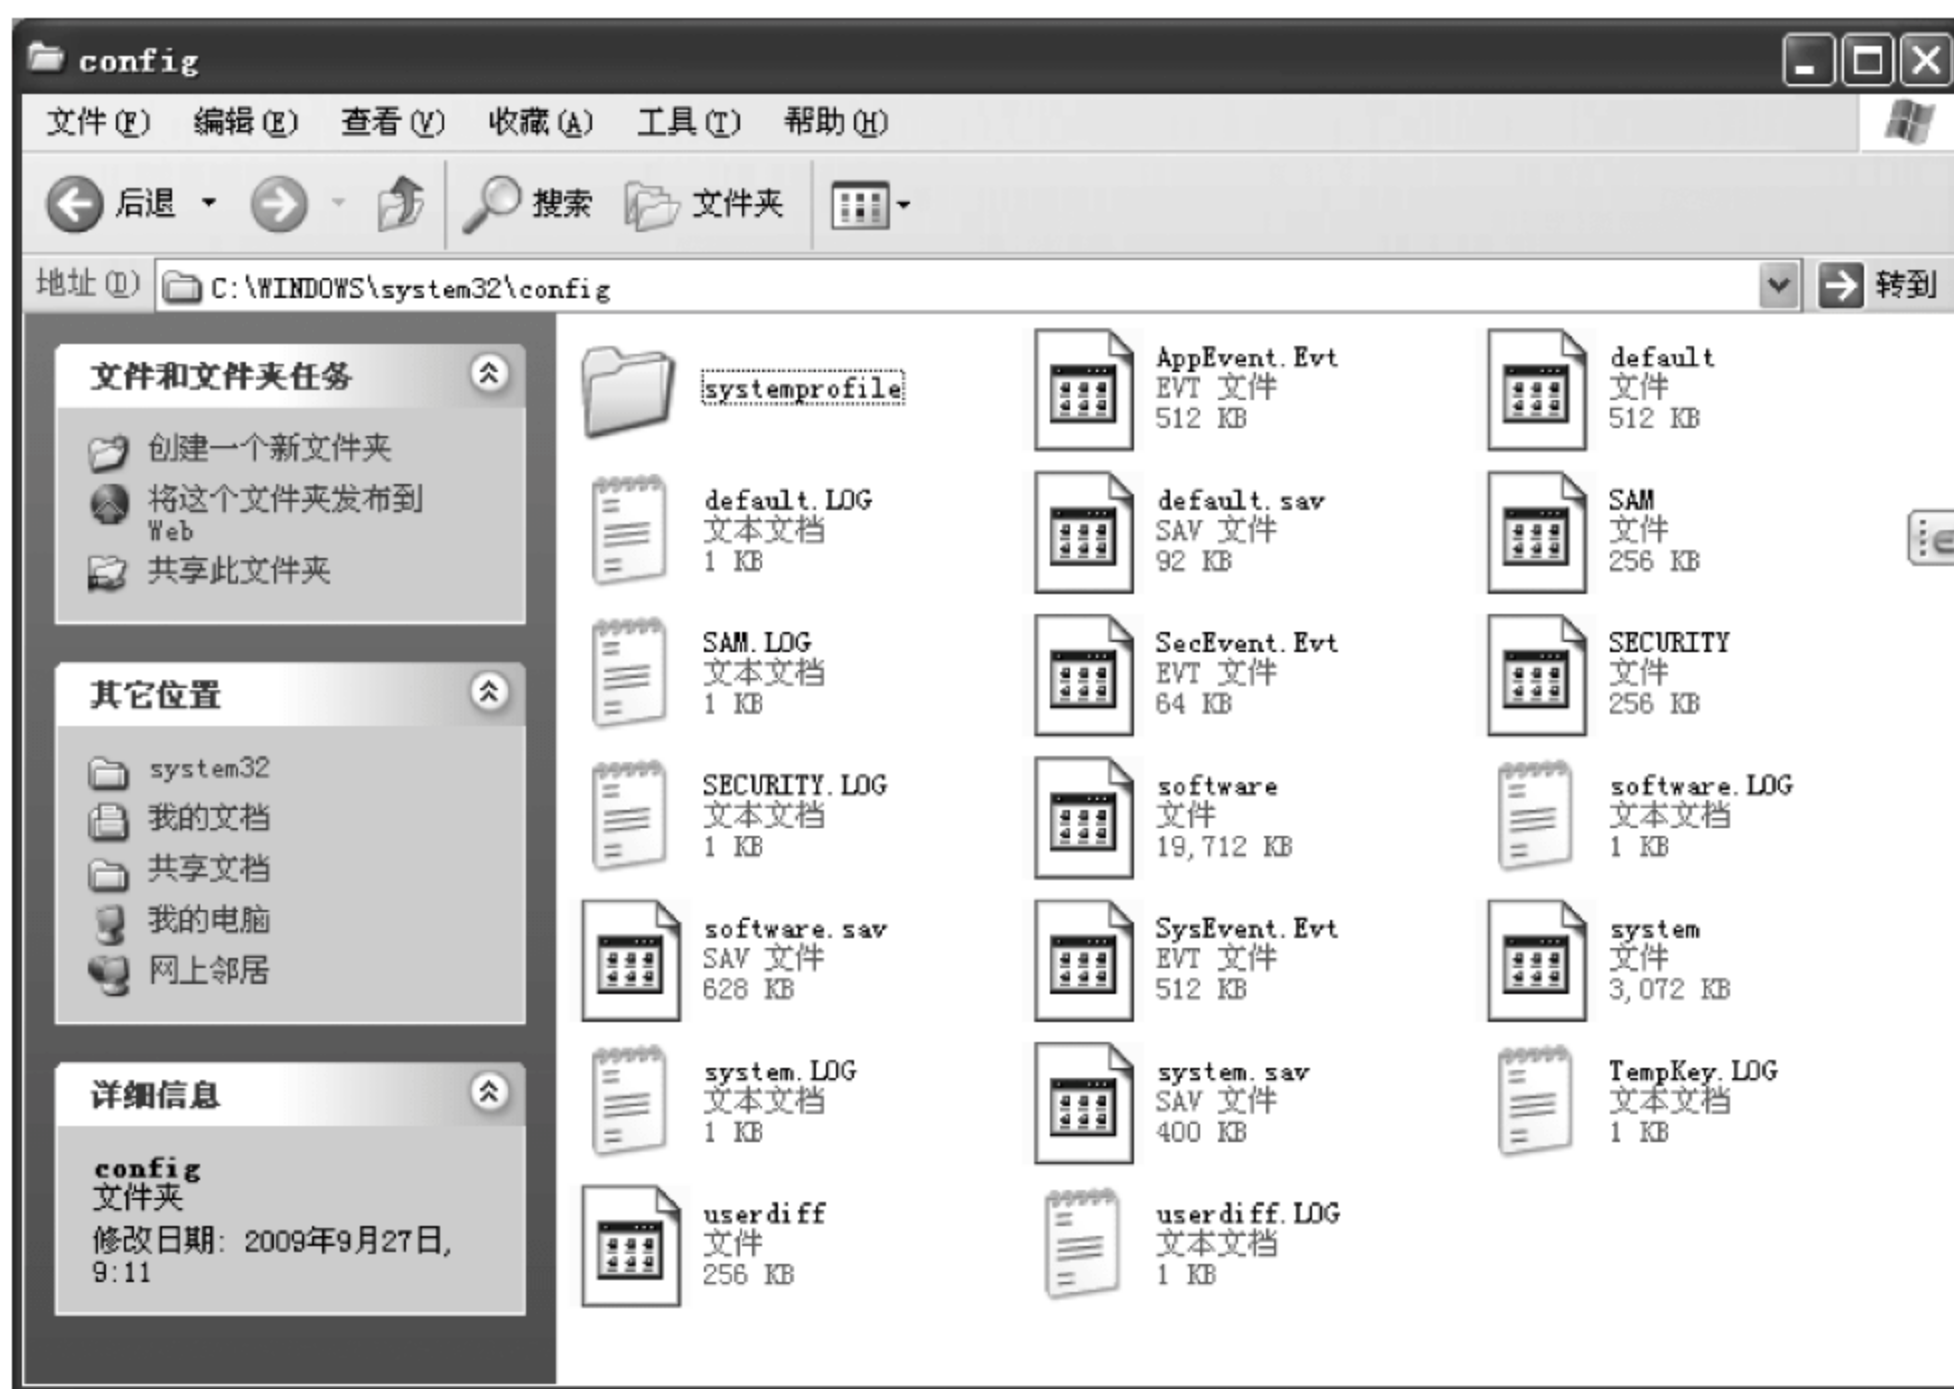 config
文件(F) 编辑(E) 查看(V) 收藏(A) 工具(T) 帮助(H)
后退 搜索 文件夹
地址(D) C:\WINDOWS\system32\config 转到
文件和文件夹任务
创建一个新文件夹
将这个文件夹发布到
Web
共享此文件夹
其它位置
system32
我的文档
共享文档
我的电脑
网上邻居
详细信息
config
文件夹
修改日期: 2009年9月27日,
9:11
systemprofile
AppEvent.Evt
EVT 文件
512 KB
default
文件
512 KB
default.LOG
文本文档
1 KB
default.sav
SAV 文件
92 KB
SAM
文件
256 KB
SAM.LOG
文本文档
1 KB
SecEvent.Evt
EVT 文件
64 KB
SECURITY
文件
256 KB
SECURITY.LOG
文本文档
1 KB
software
文件
19,712 KB
software.LOG
文本文档
1 KB
software.sav
SAV 文件
628 KB
SysEvent.Evt
EVT 文件
512 KB
system
文件
3,072 KB
system.LOG
文本文档
1 KB
system.sav
SAV 文件
400 KB
TempKey.LOG
文本文档
1 KB
userdiff
文件
256 KB
userdiff.LOG
文本文档
1 KB